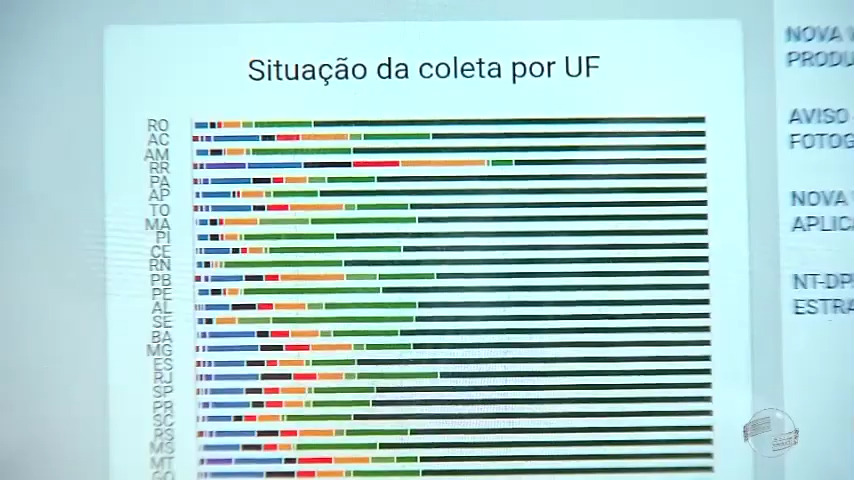 Situação da coleta por UF
RO
AC
AM
RR
PA
AP
TO
MA
PI
CE
RN
PB
PE
AL
SE
BA
MG
ES
RJ
SP
PR
SC
RS
MS
MT
NOVA
PRODU
AVISO
FOTOG
NOVA
APLIC
NT-DP
ESTRA